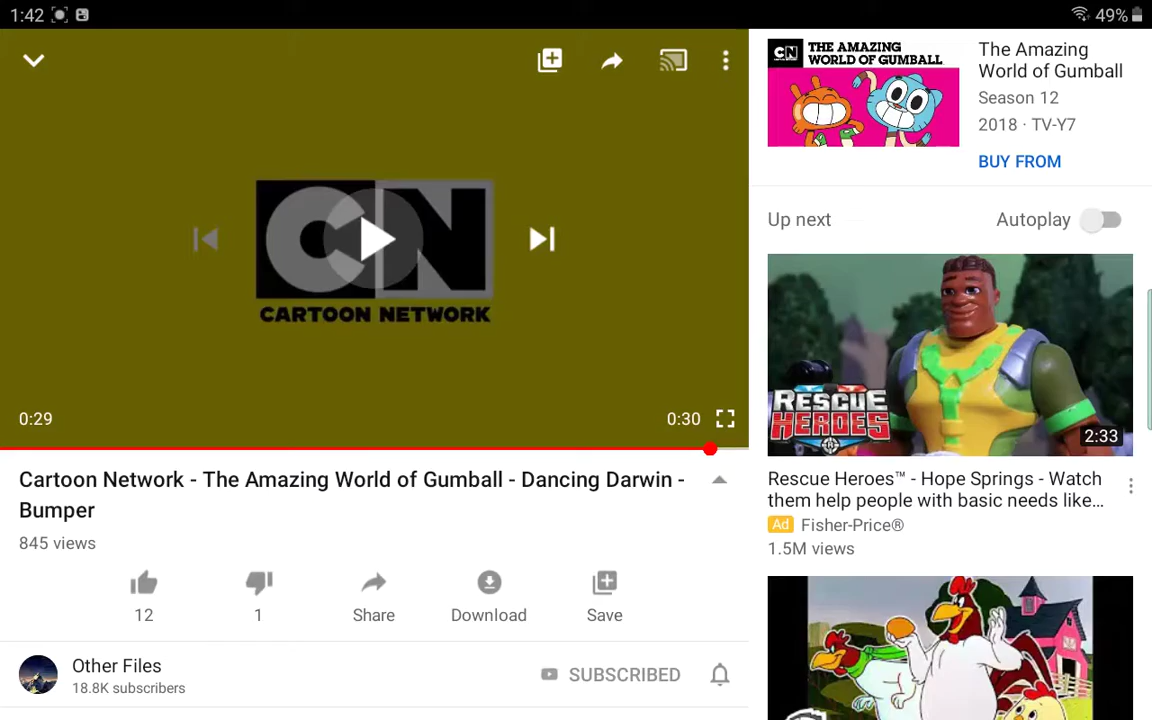 1:42
49%
CN
CARTOON NETWORK
0:29
0:30
Cartoon Network - The Amazing World of Gumball - Dancing Darwin -
Bumper
845 views
12
1
Share
Download
Save
Other Files
18.8K subscribers
SUBSCRIBED
CN THE AMAZING
WORLD OF GUMBALL
The Amazing
World of Gumball
Season 12
2018 · TV-Y7
BUY FROM
Up next
Autoplay
RESCUE
HEROES
2:33
Rescue Heroes™ - Hope Springs - Watch
them help people with basic needs like...
Ad Fisher-Price®
1.5M views